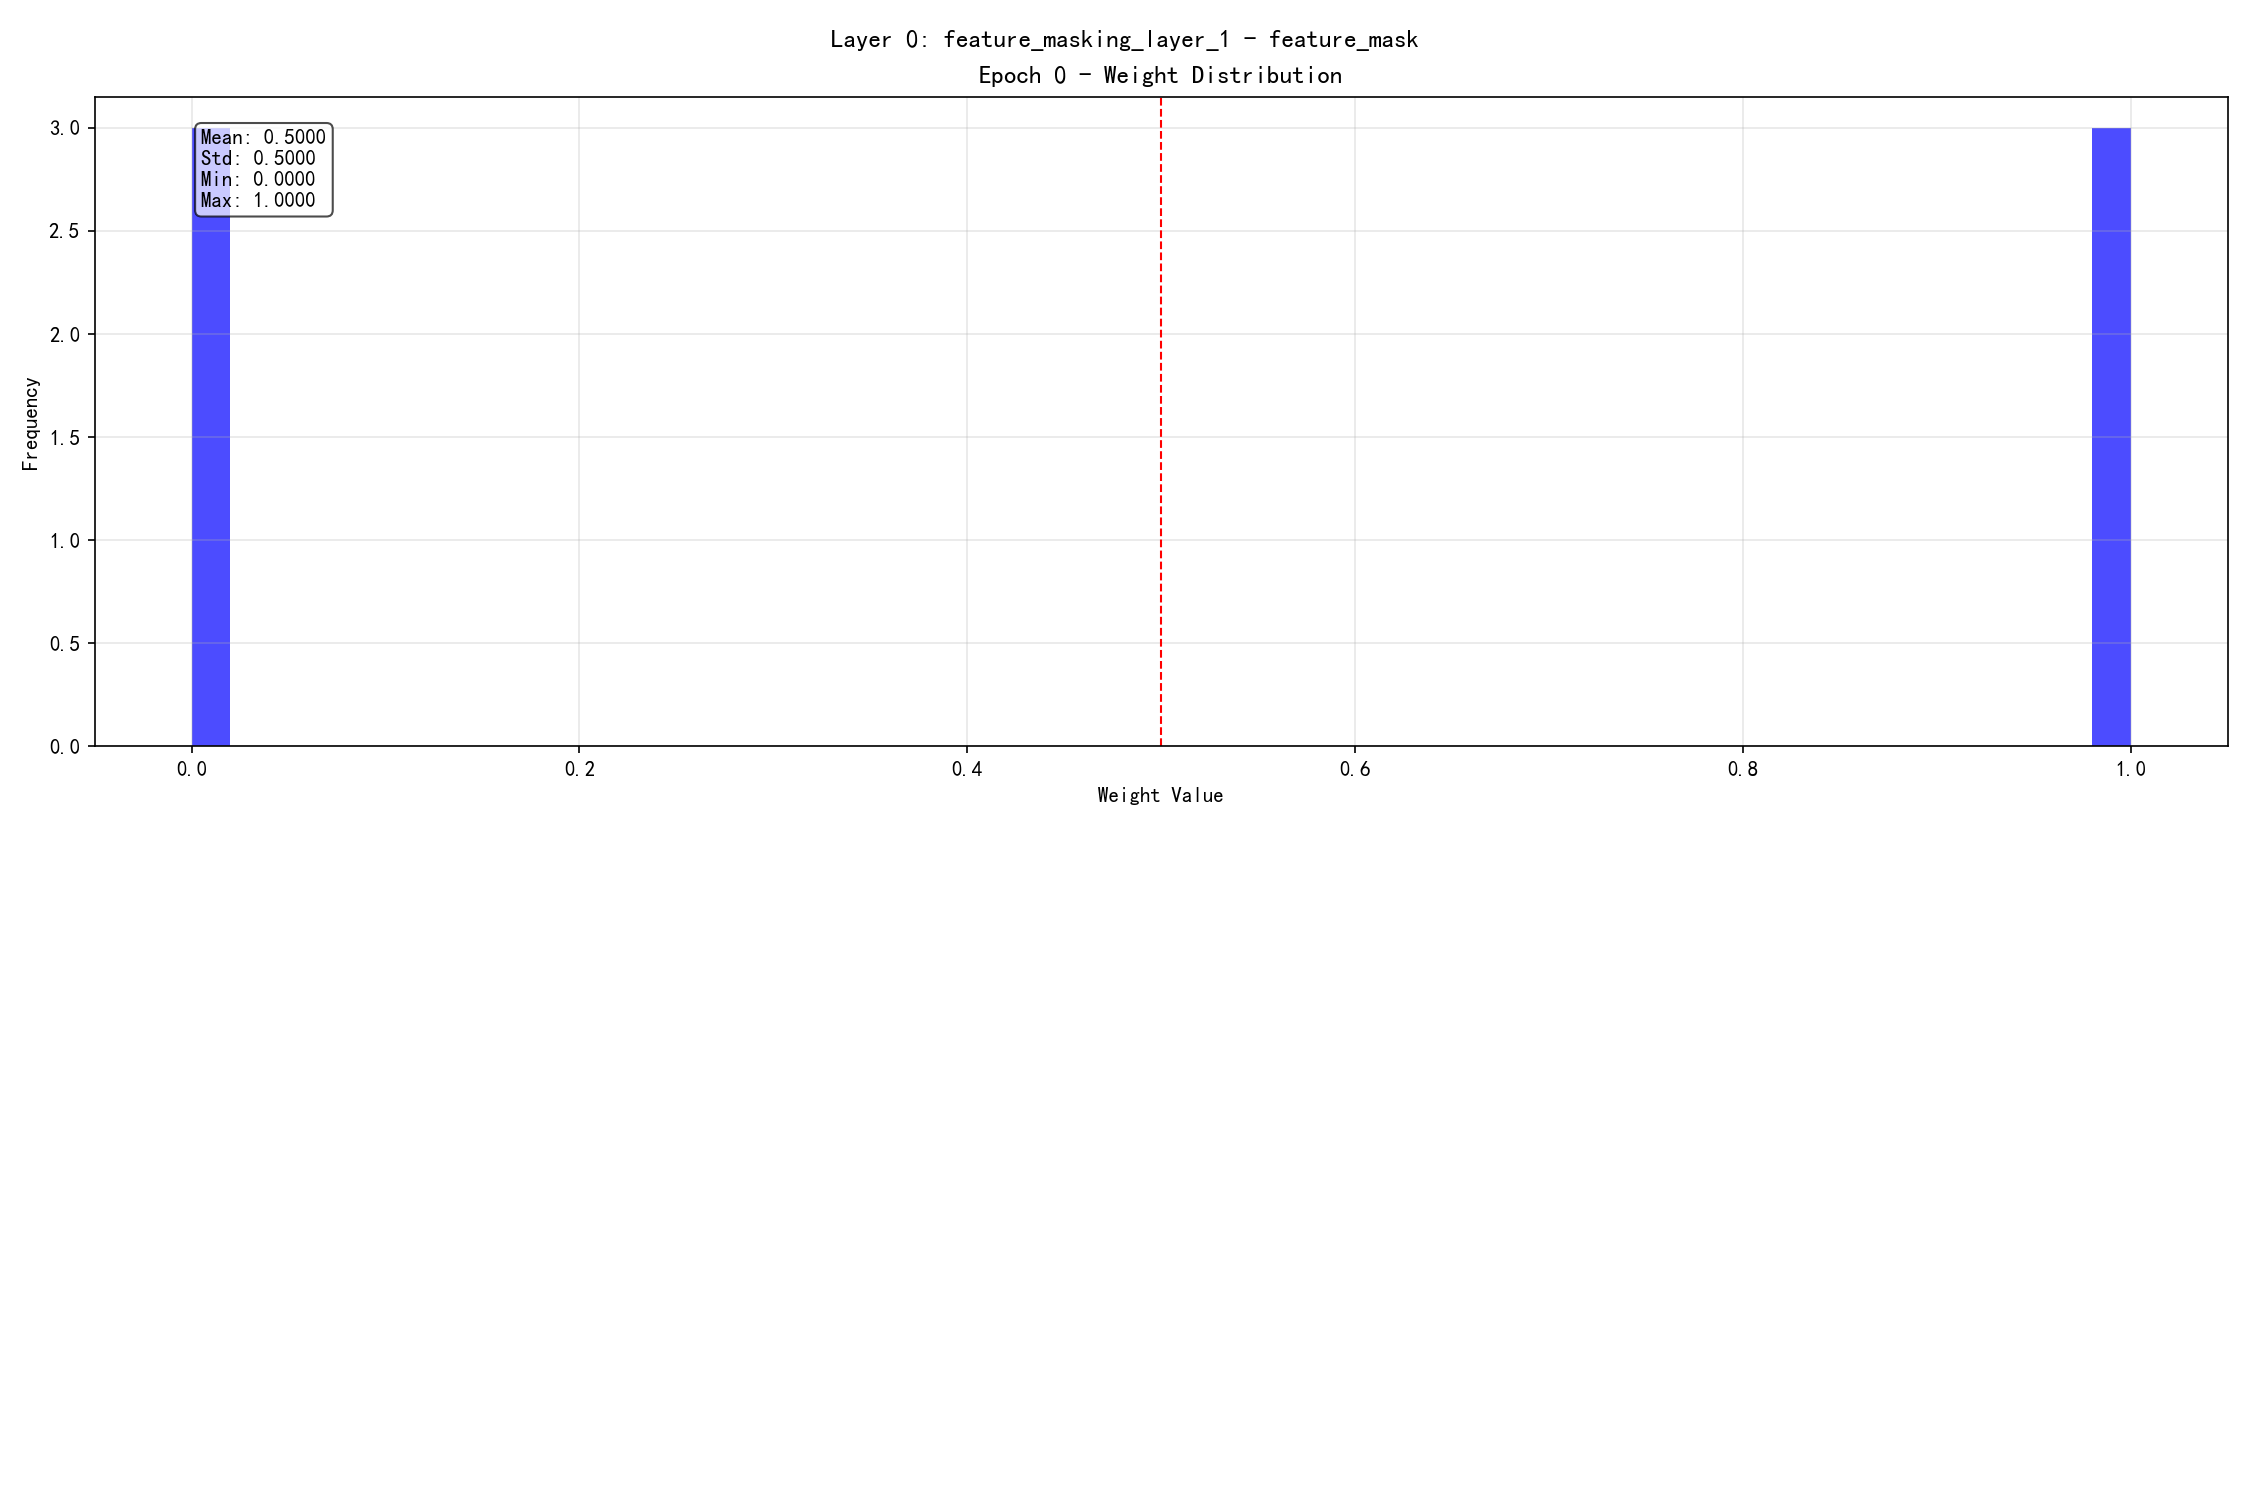 Layer 0: feature_masking_layer_1 - feature_mask
Epoch 0 - Weight Distribution
Mean: 0.5000
Std: 0.5000
Min: 0.0000
Max: 1.0000
3.0
2.5
2.0
1.5
1.0
0.5
0.0
Frequency
0.0 0.2 0.4 0.6 0.8 1.0
Weight Value